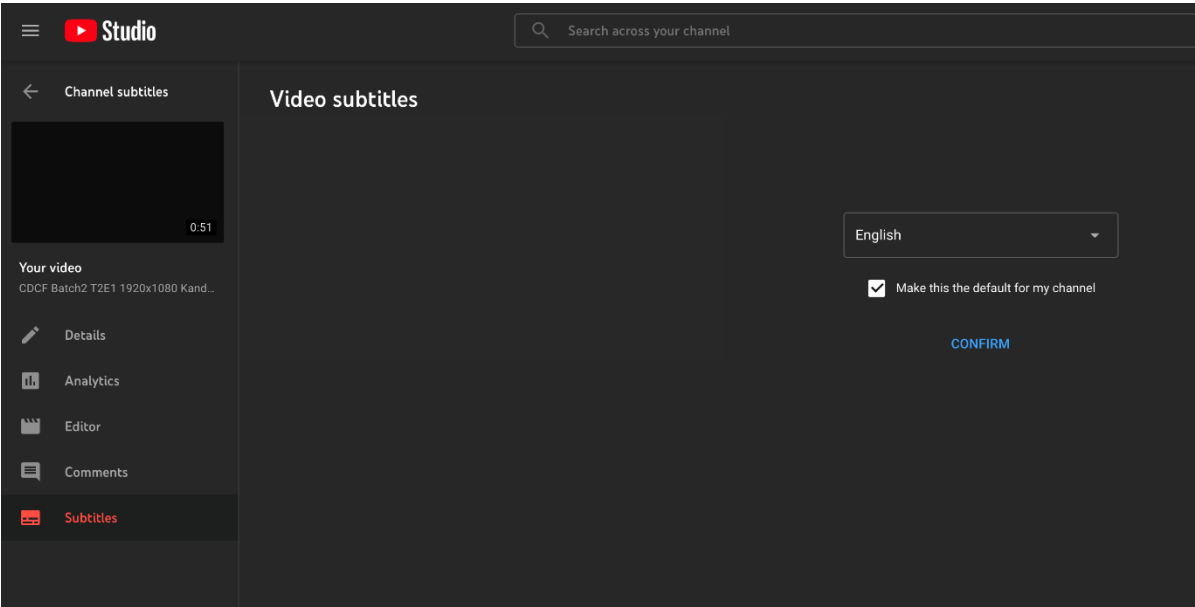 Studio
Search across your channel
Channel subtitles
0:51
Your video
CDCF Batch2 T2E1 1920x1080 Kand...
Details
Analytics
Editor
Comments
Subtitles
Video subtitles
English
Make this the default for my channel
CONFIRM